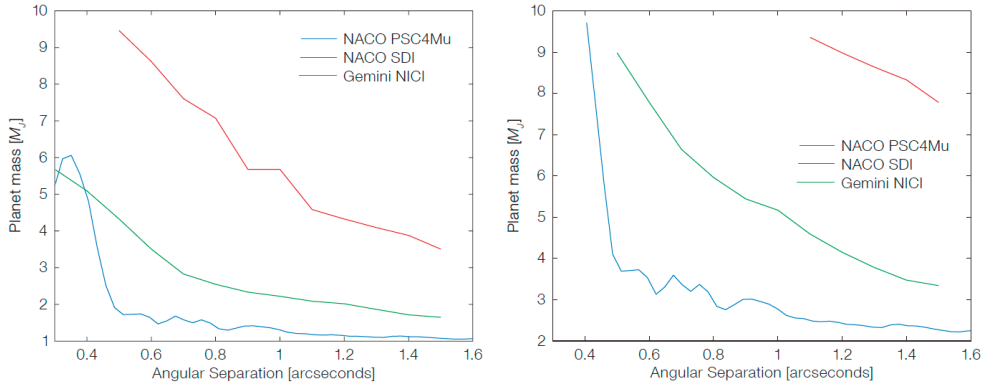 10
9
8
7
6
5
4
3
2
1
Planet mass [MJ]
NACO PSC4Mu
NACO SDI
Gemini NICI
0.4 0.6 0.8 1 1.2 1.4 1.6
Angular Separation [arcseconds]
10
9
8
7
6
5
4
3
2
Planet mass [MJ]
NACO PSC4Mu
NACO SDI
Gemini NICI
0.4 0.6 0.8 1 1.2 1.4 1.6
Angular Separation [arcseconds]